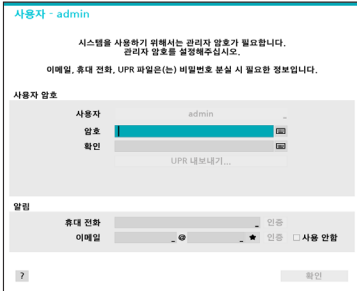 사용자 - admin
시스템을 사용하기 위해서는 관리자 암호가 필요합니다.
관리자 암호를 설정해주십시오.
이메일, 휴대 전화, UPR 파일은(는) 비밀번호 분실 시 필요한 정보입니다.
사용자 암호
사용자 admin
암호
확인
UPR 내보내기...
알림
휴대 전화 인증
이메일 @ 인증 사용 안함
? 확인